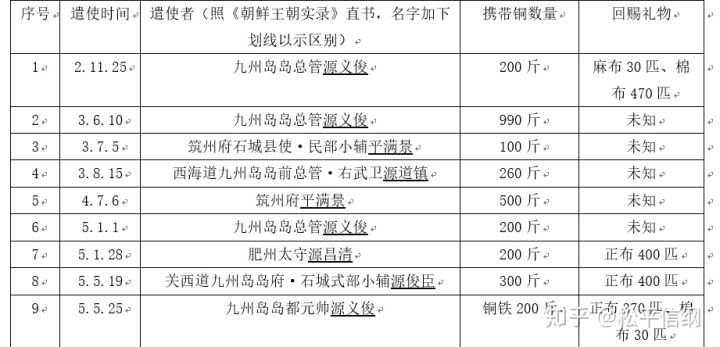 序号 遣使时间 遣使者（照《朝鲜王朝实录》直书，名字加下 携带铜数量 回赐礼物
划线以示区别）
1 2.11.25 九州岛岛总管源义俊 200 斤 麻布 30 匹、棉
布 470 匹
2 3.6.10 九州岛岛总管源义俊 990 斤 未知
3 3.7.5 筑州府石城县使·民部小辅平满景 100 斤 未知
4 3.8.15 西海道九州岛岛前总管·右武卫源道镇 260 斤 未知
5 4.7.6 筑州府平满景 500 斤 未知
6 5.1.1 九州岛岛总管源义俊 200 斤 未知
7 5.1.28 肥州太守源昌清 200 斤 正布 400 匹
8 5.5.19 关西道九州岛岛府·石城式部小辅源俊臣 300 斤 正布 400 匹
9 5.5.25 九州岛岛都元帅源义俊 铜铁 200 斤 正布 370 匹、棉
布 30 匹
知乎 @松平信纲